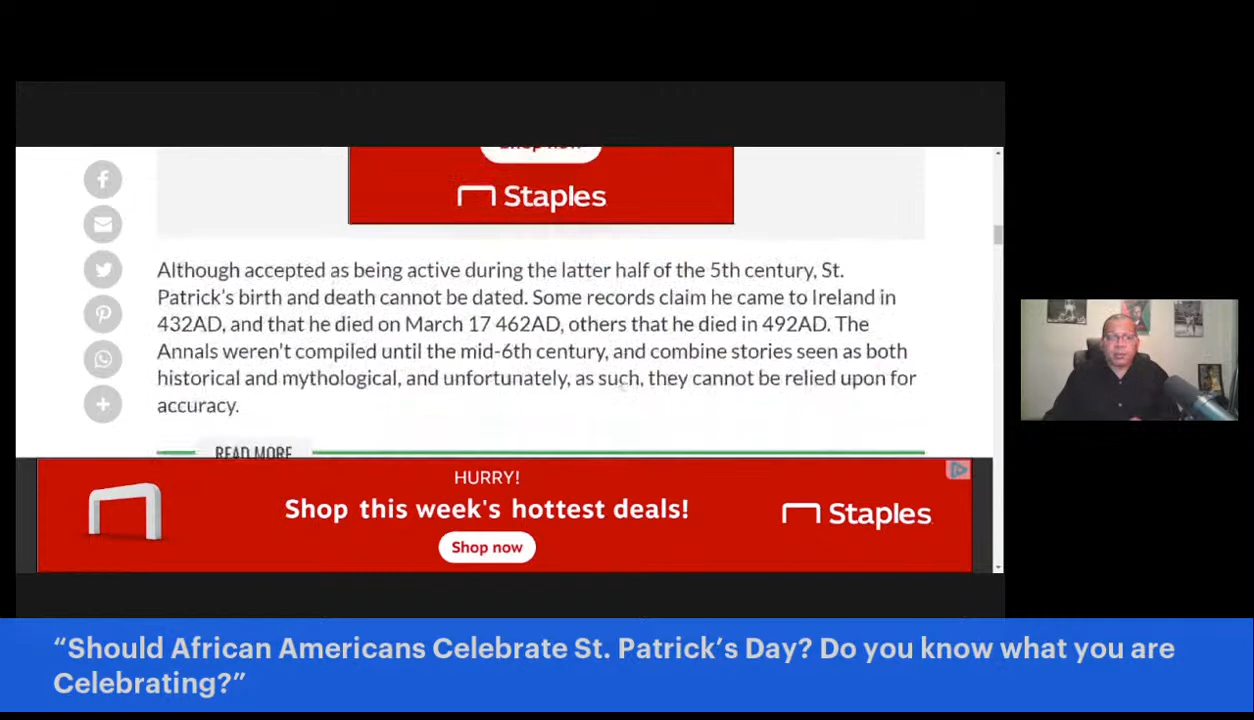 Shop now
Staples
Although accepted as being active during the latter half of the 5th century, St.
Patrick's birth and death cannot be dated. Some records claim he came to Ireland in
432AD, and that he died on March 17 462AD, others that he died in 492AD. The
Annals weren't compiled until the mid-6th century, and combine stories seen as both
historical and mythological, and unfortunately, as such, they cannot be relied upon for
accuracy.
READ MORE
HURRY!
Shop this week's hottest deals!
Shop now
Staples
“Should African Americans Celebrate St. Patrick’s Day? Do you know what you are
Celebrating?”